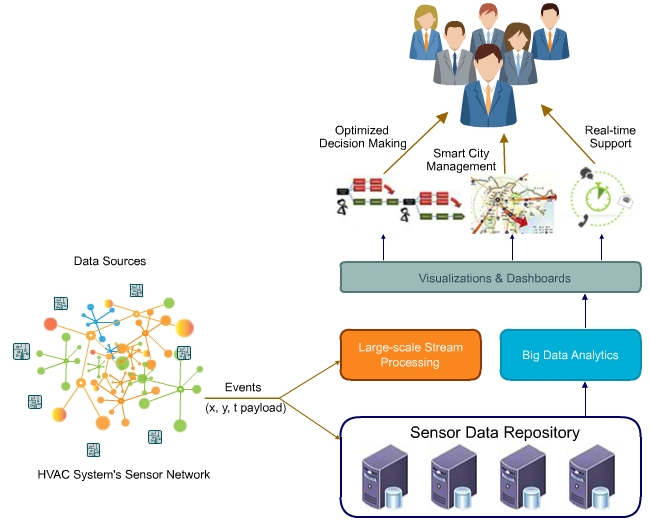 Optimized
Decision Making
Smart City
Management
Real-time
Support
Visualizations & Dashboards
Data Sources
Large-scale Stream
Processing
Big Data Analytics
Events
(x, y, t payload)
Sensor Data Repository
HVAC System's Sensor Network